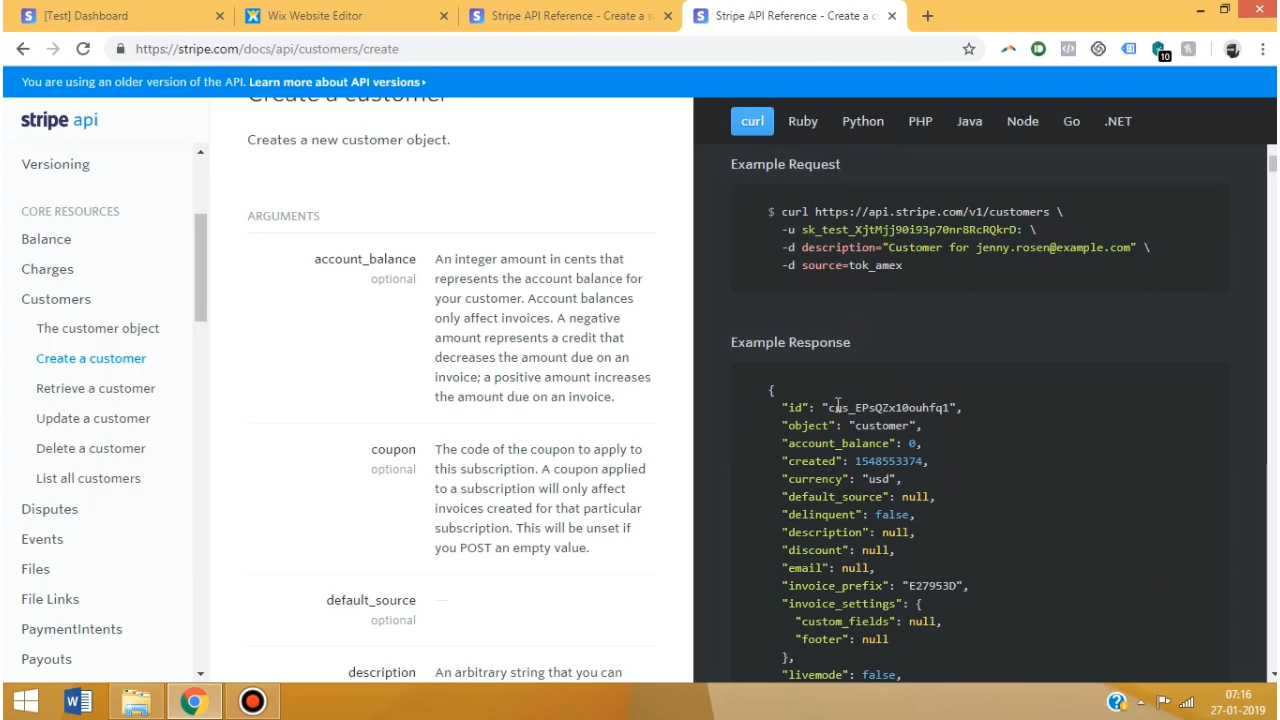 [Test] Dashboard
Wix Website Editor
Stripe API Reference - Create a s
Stripe API Reference - Create a c
https://stripe.com/docs/api/customers/create
10
You are using an older version of the API. Learn more about API versions
stripe api
Versioning
CORE RESOURCES
Balance
Charges
Customers
The customer object
Create a customer
Retrieve a customer
Update a customer
Delete a customer
List all customers
Disputes
Events
Files
File Links
PaymentIntents
Payouts
Create a customer
Creates a new customer object.
ARGUMENTS
account_balance
optional
An integer amount in cents that
represents the account balance for
your customer. Account balances
only affect invoices. A negative
amount represents a credit that
decreases the amount due on an
invoice; a positive amount increases
the amount due on an invoice.
coupon
optional
The code of the coupon to apply to
this subscription. A coupon applied
to a subscription will only affect
invoices created for that particular
subscription. This will be unset if
you POST an empty value.
default_source
optional
—
description
An arbitrary string that you can
curl Ruby Python PHP Java Node Go .NET
Example Request
$ curl https://api.stripe.com/v1/customers \
-u sk_test_XjtMjj90i93p70nr8RcRQkrD: \
-d description="Customer for jenny.rosen@example.com" \
-d source=tok_amex
Example Response
{
"id": "cus_EPsQZx10ouhfq1",
"object": "customer",
"account_balance": 0,
"created": 1548553374,
"currency": "usd",
"default_source": null,
"delinquent": false,
"description": null,
"discount": null,
"email": null,
"invoice_prefix": "E27953D",
"invoice_settings": {
"custom_fields": null,
"footer": null
},
"livemode": false,
07:16
27-01-2019